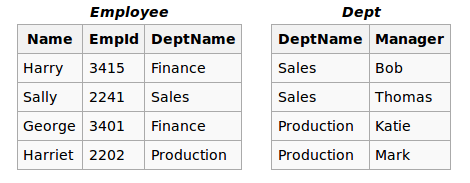 Employee Dept
Name EmpId DeptName DeptName Manager
Harry 3415 Finance Sales Bob
Sally 2241 Sales Sales Thomas
George 3401 Finance Production Katie
Harriet 2202 Production Production Mark